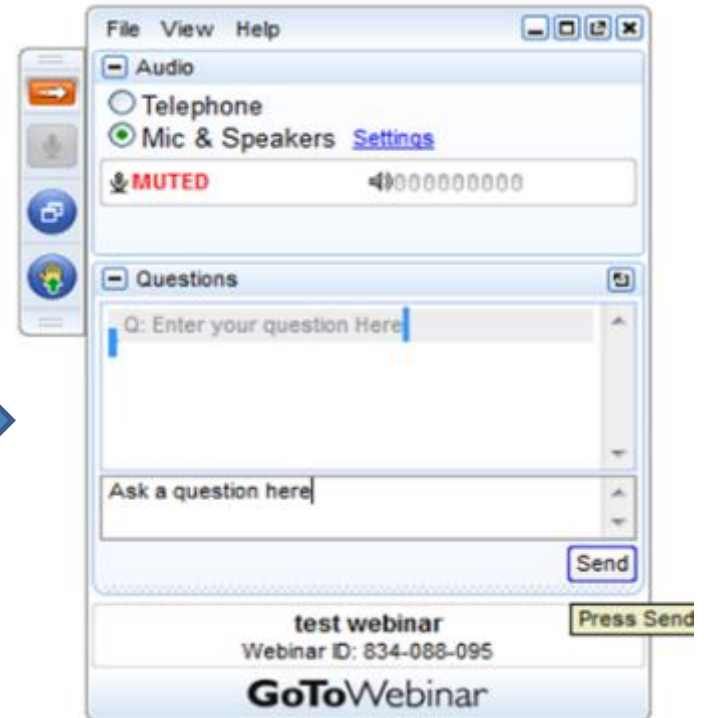 File View Help
Audio
Telephone
Mic & Speakers Settings
MUTED
Questions
Q: Enter your question Here
Ask a question here
Send
Press Send
test webinar
Webinar ID: 834-088-095
GoToWebinar